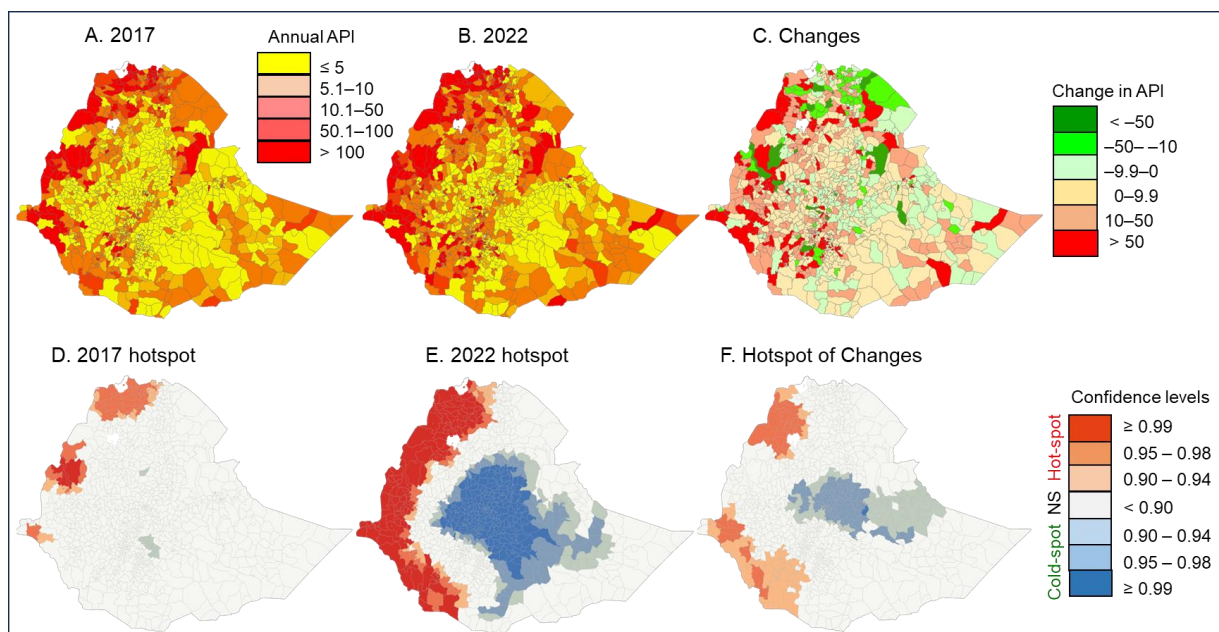 A. 2017
Annual API
≤ 5
5.1–10
10.1–50
50.1–100
> 100
B. 2022
C. Changes
Change in API
< –50
–50– –10
–9.9–0
0–9.9
10–50
> 50
D. 2017 hotspot
E. 2022 hotspot
F. Hotspot of Changes
Confidence levels
Hot-spot
NS
Cold-spot
≥ 0.99
0.95 – 0.98
0.90 – 0.94
< 0.90
0.90 – 0.94
0.95 – 0.98
≥ 0.99